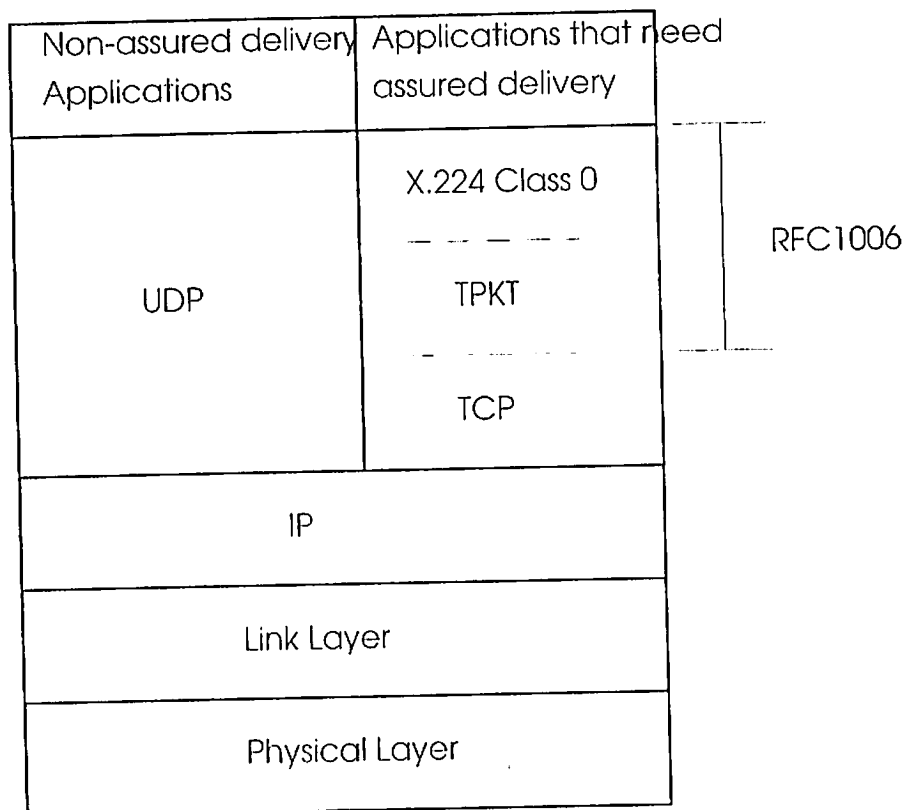 Non-assured delivery
Applications
Applications that need
assured delivery
X.224 Class 0
RFC1006
UDP
TPKT
TCP
IP
Link Layer
Physical Layer